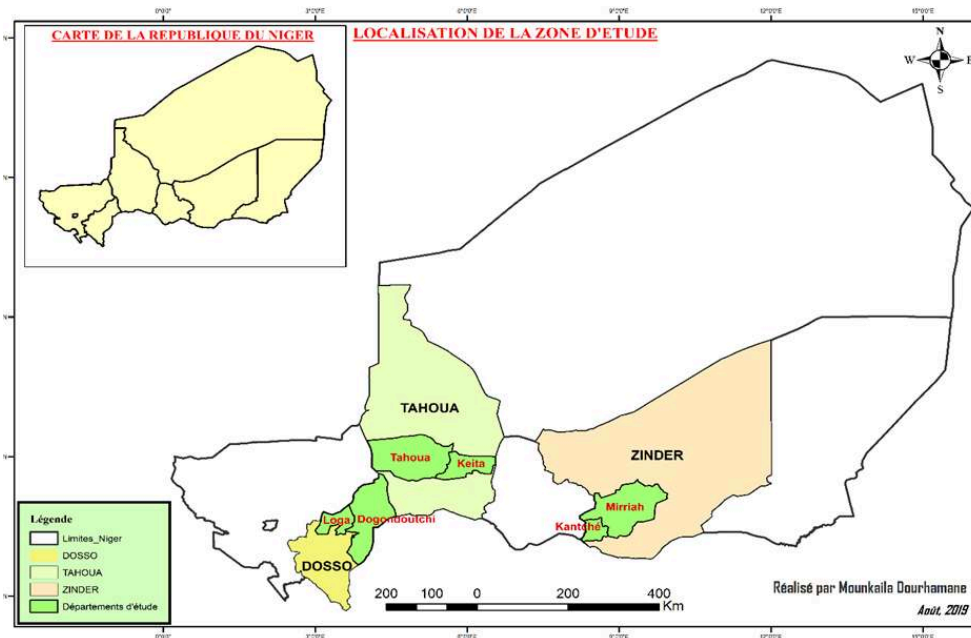 CARTE DE LA REPUBLIQUE DU NIGER
LOCALISATION DE LA ZONE D'ETUDE
N
W
E
S
TAHOUA
Tahoua
Keita
ZINDER
Mirriah
Kantché
Loga
Dogondoutchi
DOSSO
Légende
Limites_Niger
DOSSO
TAHOUA
ZINDER
Départements d'étude
200 100 0 200 400
Km
Réalisé par Mounkaila Dourhamane
Août, 2019